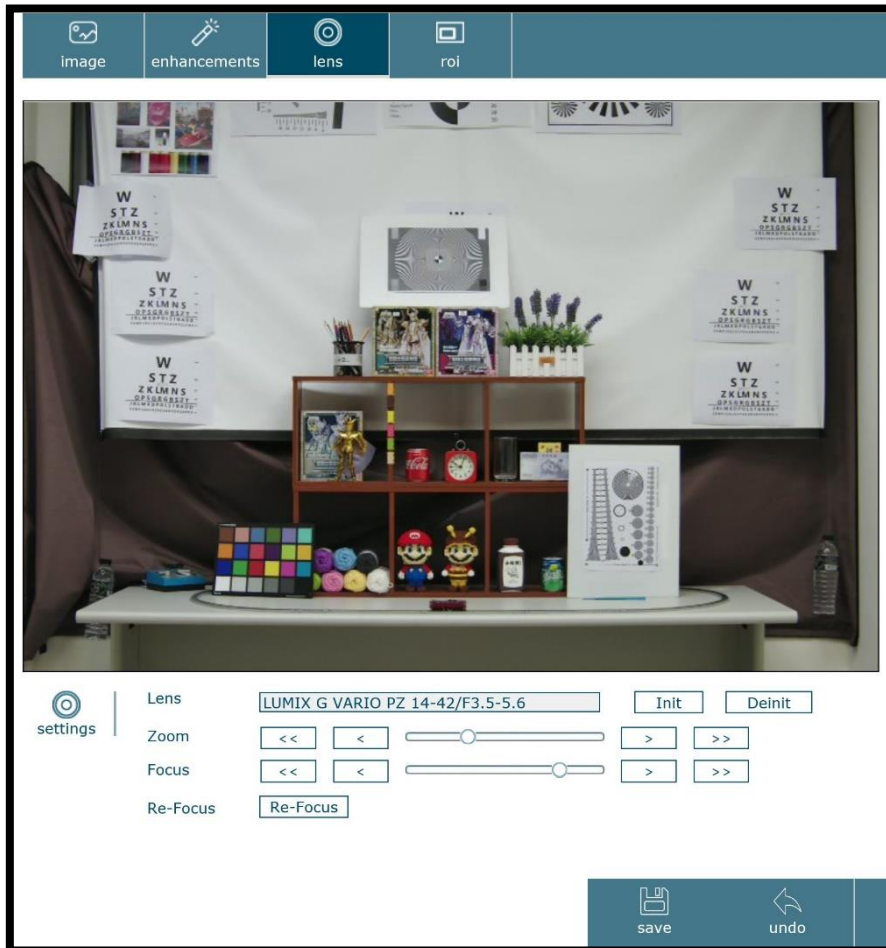 image
enhancements
lens
roi
W
STZ
ZKLMNS
W
STZ
ZKLMNS
W
STZ
ZKLMNS
W
STZ
ZKLMNS
W
STZ
ZKLMNS
W
STZ
ZKLMNS
settings
Lens
LUMIX G VARIO PZ 14-42/F3.5-5.6
Init
Deinit
Zoom
<<
<
>
>>
Focus
<<
<
>
>>
Re-Focus
Re-Focus
save
undo